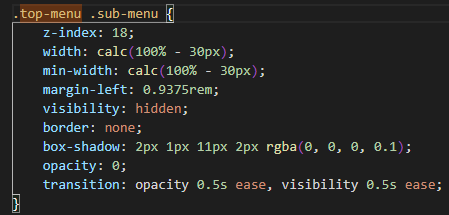 .top-menu .sub-menu {
z-index: 18;
width: calc(100% - 30px);
min-width: calc(100% - 30px);
margin-left: 0.9375rem;
visibility: hidden;
border: none;
box-shadow: 2px 1px 11px 2px rgba(0, 0, 0, 0.1);
opacity: 0;
transition: opacity 0.5s ease, visibility 0.5s ease;
}